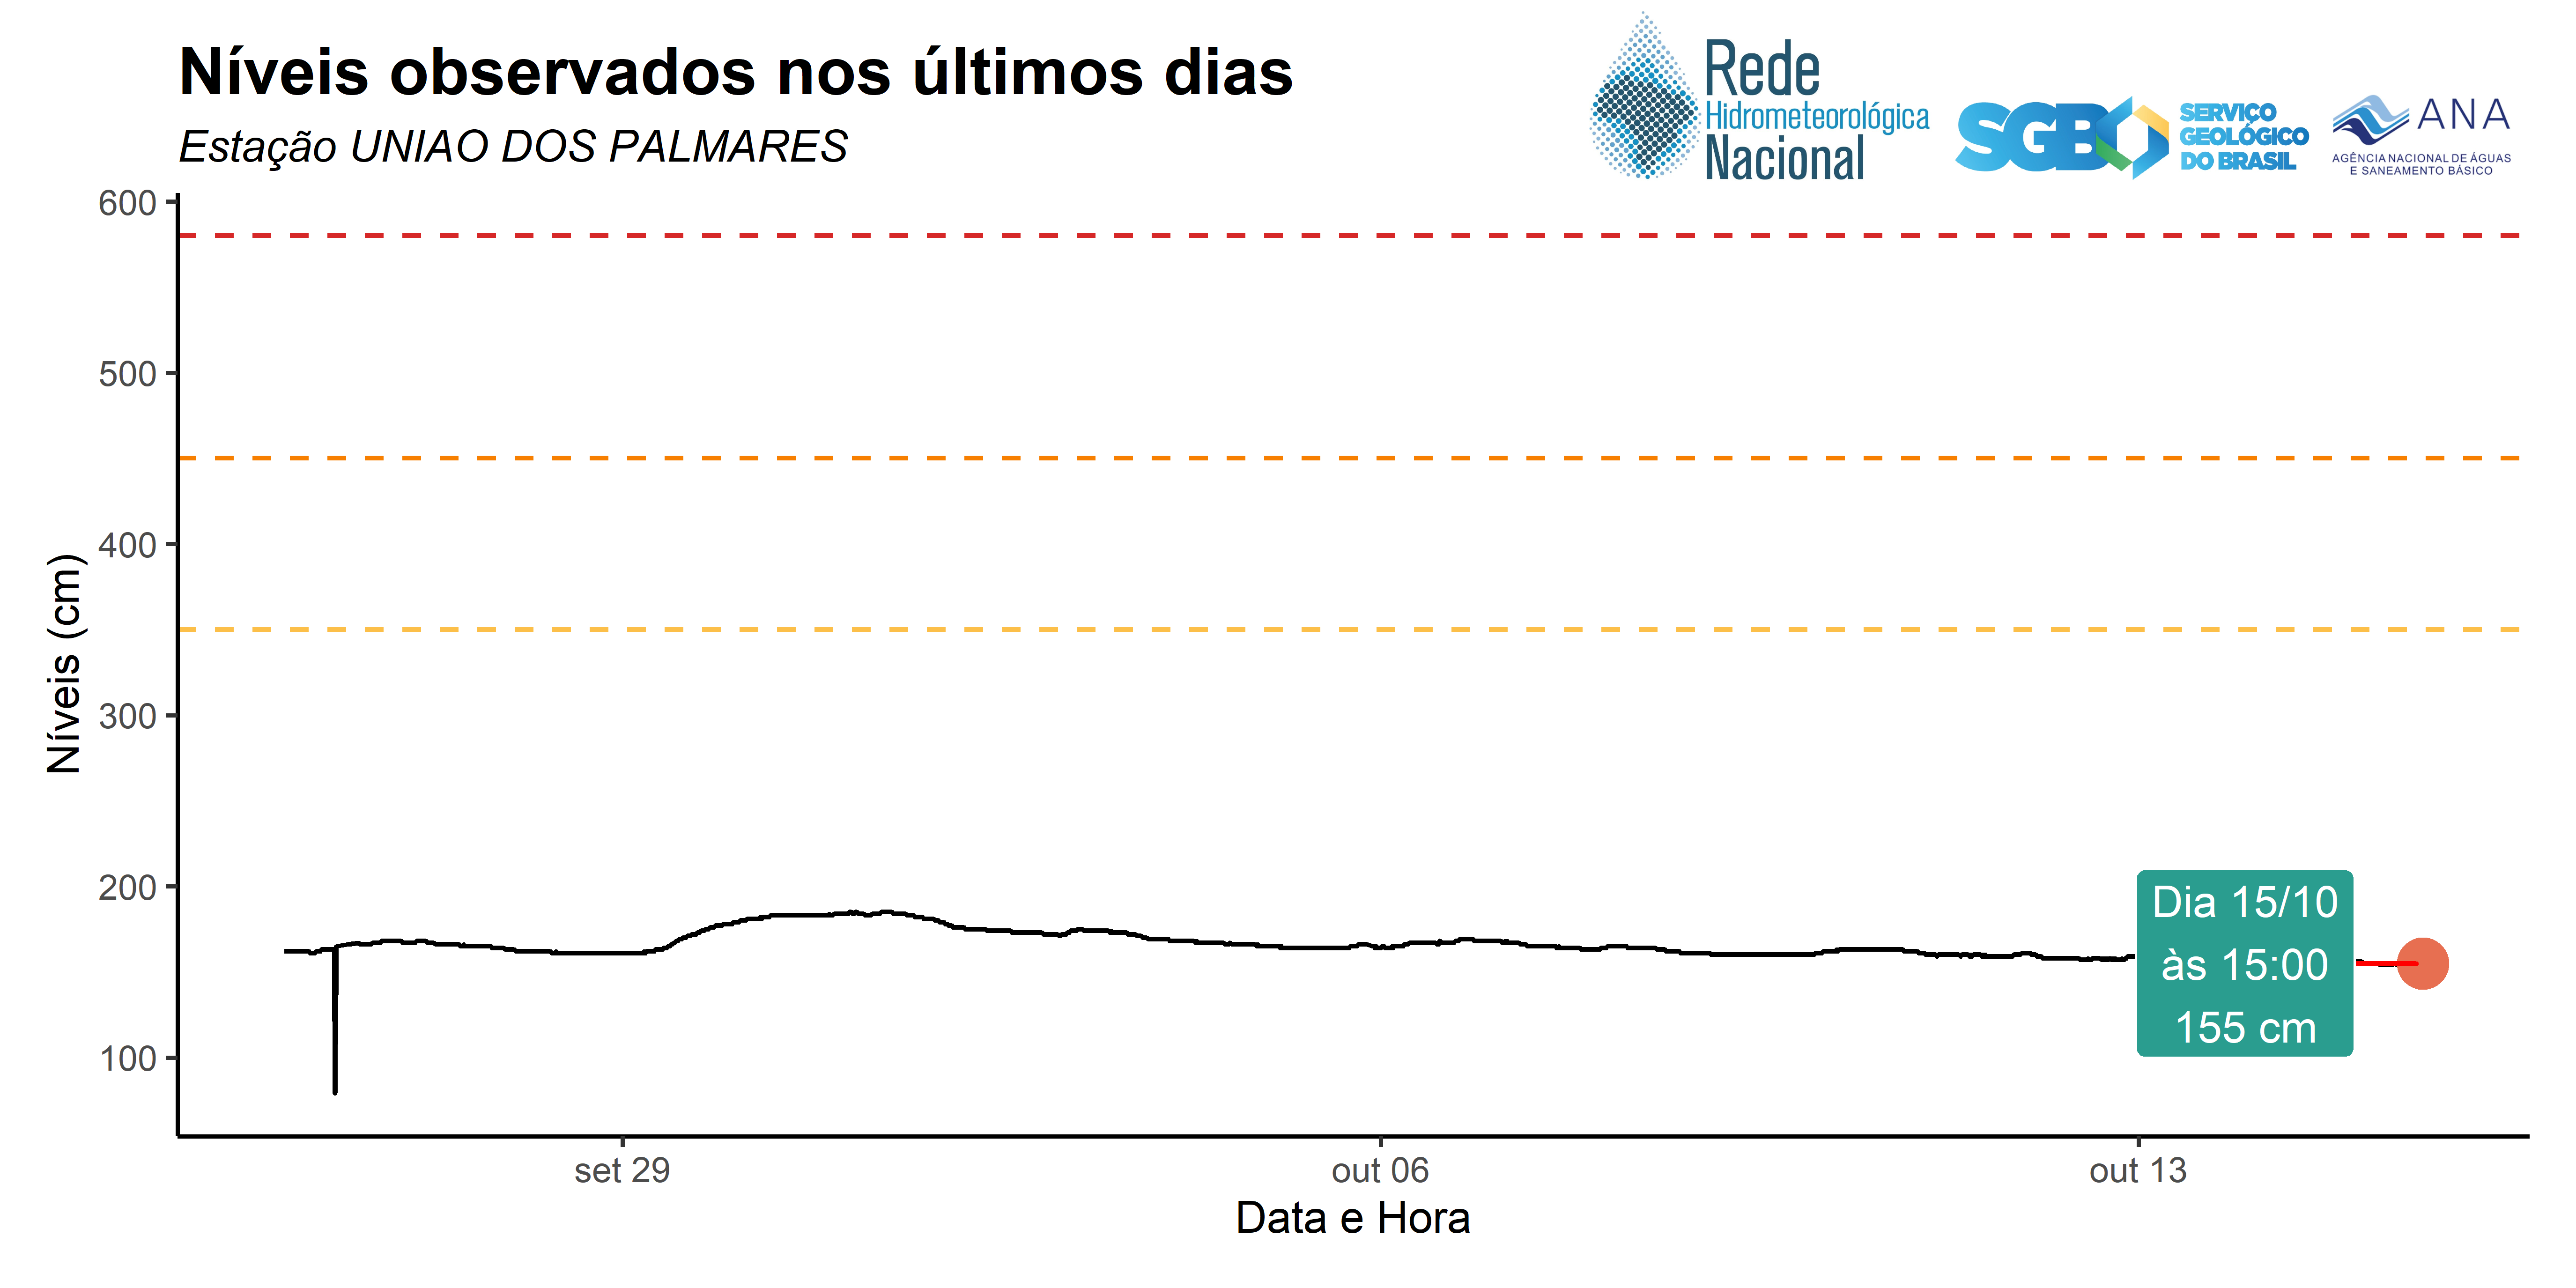 Níveis observados nos últimos dias
Estação UNIAO DOS PALMARES
Rede
Hidrometeorológica
Nacional
SGB
SERVIÇO
GEOLÓGICO
DO BRASIL
ANA
AGÊNCIA NACIONAL DE ÁGUAS
E SANEAMENTO BÁSICO
Níveis (cm)
600
500
400
300
200
100
Dia 15/10
às 15:00
155 cm
set 29
out 06
out 13
Data e Hora